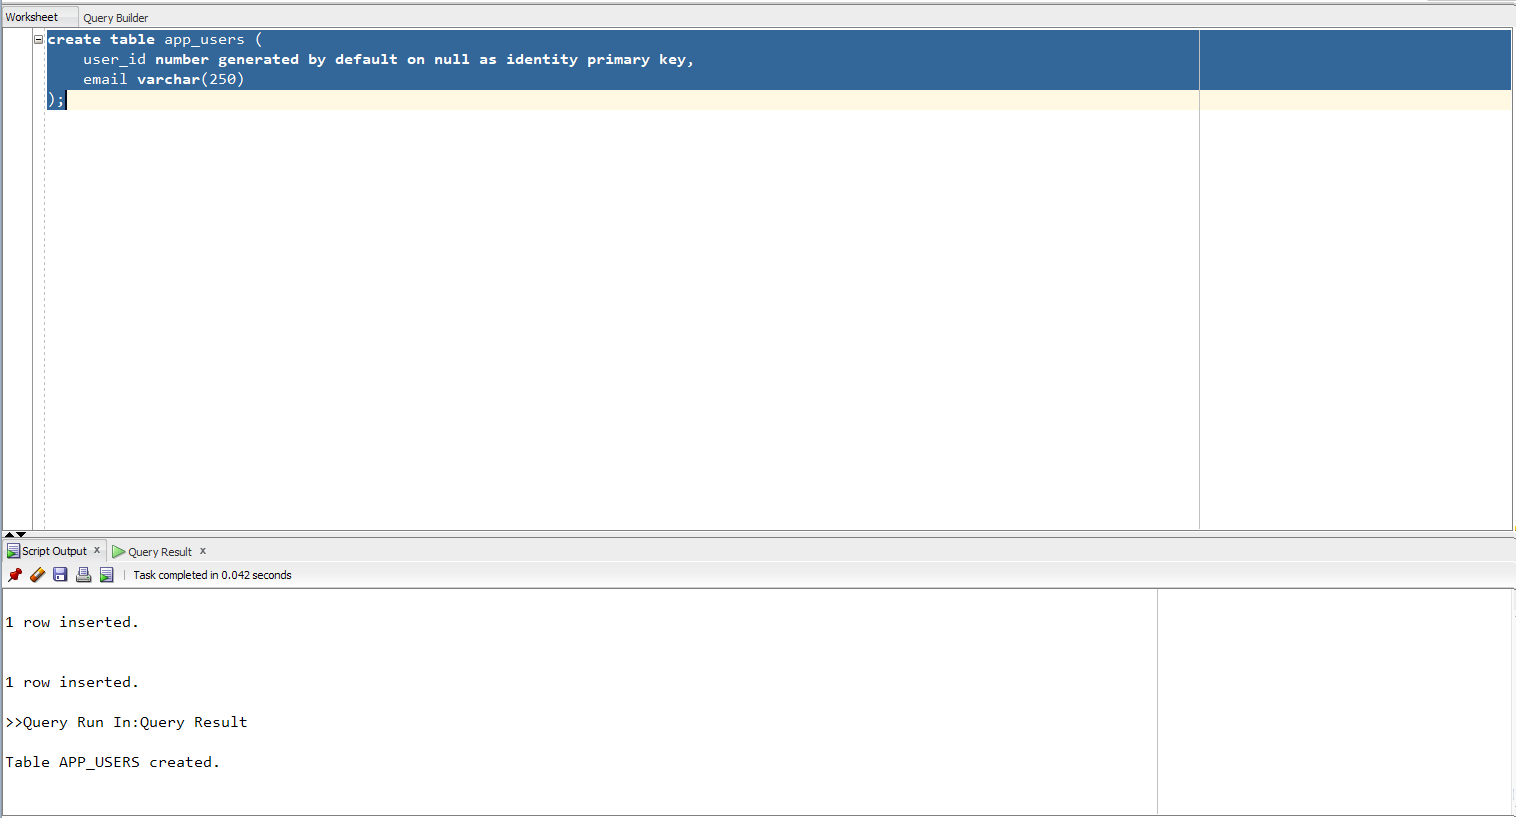 Worksheet Query Builder
create table app_users (
    user_id number generated by default on null as identity primary key,
    email varchar(250)
);
Script Output x Query Result x
Task completed in 0.042 seconds
1 row inserted.
1 row inserted.
>>Query Run In:Query Result
Table APP_USERS created.